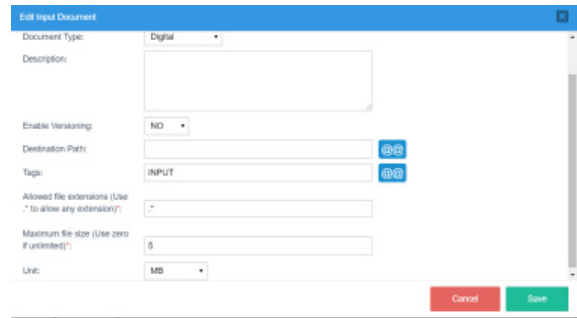 Edit Input Document
Document Type: Digital
Description:
Enable Versioning: NO
Destination Path: @@
Tags: INPUT @@
Allowed file extensions (Use
.* to allow any extension)*: .*
Maximum file size (Use zero
if unlimited)*: 5
Unit: MB
Cancel Save